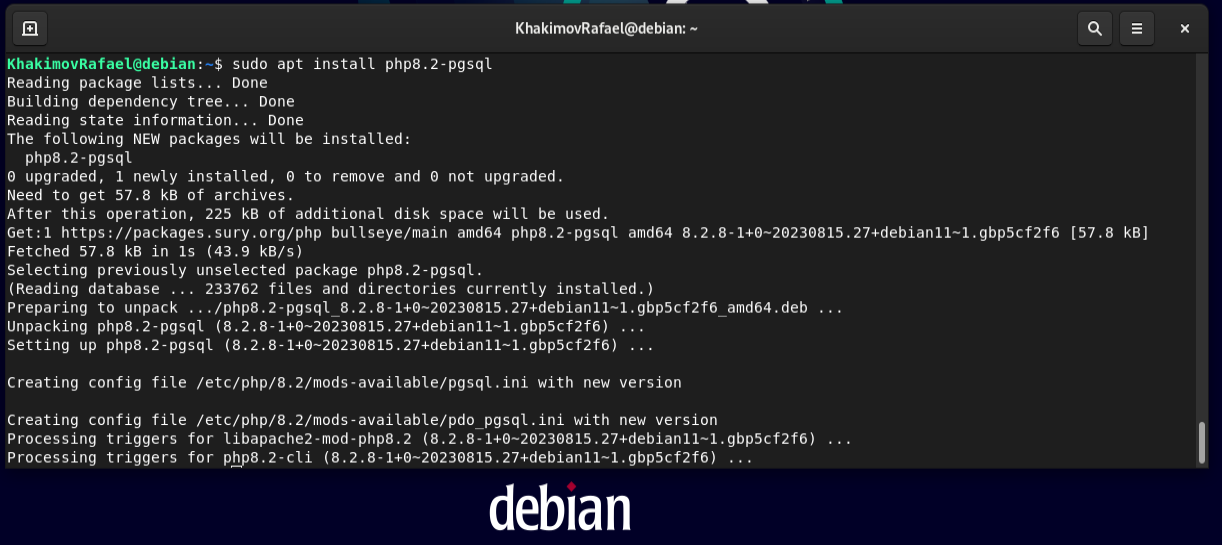 KhakimovRafael@debian: ~
KhakimovRafael@debian:~$ sudo apt install php8.2-pgsql
Reading package lists... Done
Building dependency tree... Done
Reading state information... Done
The following NEW packages will be installed:
  php8.2-pgsql
0 upgraded, 1 newly installed, 0 to remove and 0 not upgraded.
Need to get 57.8 kB of archives.
After this operation, 225 kB of additional disk space will be used.
Get:1 https://packages.sury.org/php bullseye/main amd64 php8.2-pgsql amd64 8.2.8-1+0~20230815.27+debian11~1.gbp5cf2f6 [57.8 kB]
Fetched 57.8 kB in 1s (43.9 kB/s)
Selecting previously unselected package php8.2-pgsql.
(Reading database ... 233762 files and directories currently installed.)
Preparing to unpack .../php8.2-pgsql_8.2.8-1+0~20230815.27+debian11~1.gbp5cf2f6_amd64.deb ...
Unpacking php8.2-pgsql (8.2.8-1+0~20230815.27+debian11~1.gbp5cf2f6) ...
Setting up php8.2-pgsql (8.2.8-1+0~20230815.27+debian11~1.gbp5cf2f6) ...

Creating config file /etc/php/8.2/mods-available/pgsql.ini with new version

Creating config file /etc/php/8.2/mods-available/pdo_pgsql.ini with new version
Processing triggers for libapache2-mod-php8.2 (8.2.8-1+0~20230815.27+debian11~1.gbp5cf2f6) ...
Processing triggers for php8.2-cli (8.2.8-1+0~20230815.27+debian11~1.gbp5cf2f6) ...
debian